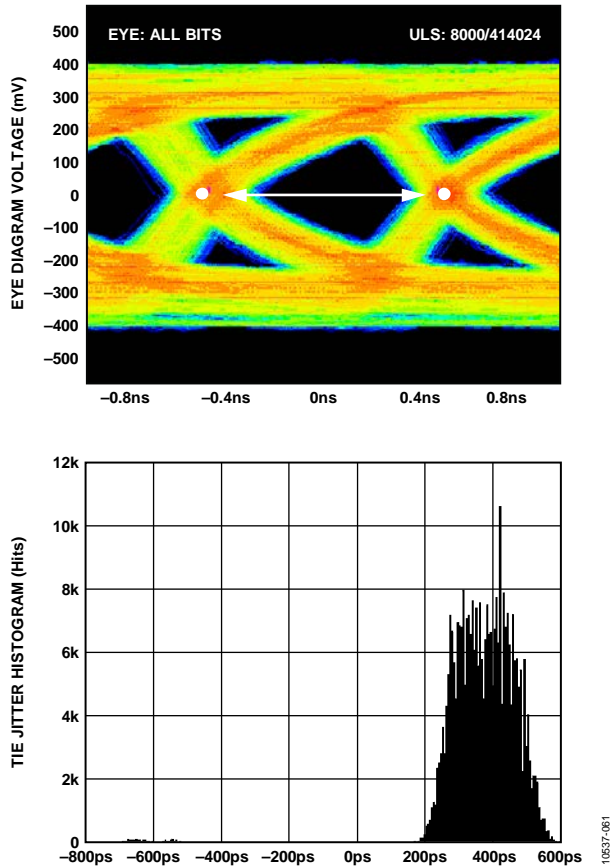 EYE: ALL BITS ULS: 8000/414024
EYE DIAGRAM VOLTAGE (mV)
500
400
300
200
100
0
–100
–200
–300
–400
–500
–0.8ns –0.4ns 0ns 0.4ns 0.8ns
TIE JITTER HISTOGRAM (Hits)
12k
10k
8k
6k
4k
2k
0
–800ps –600ps –400ps –200ps 0ps 200ps 400ps 600ps
10537-061